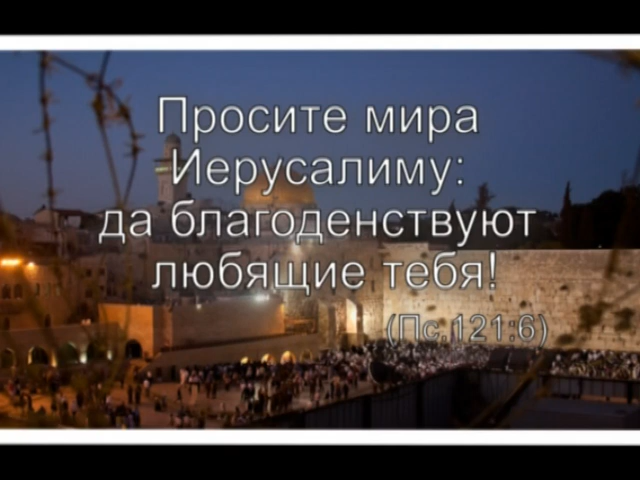 Просите мира
Иерусалиму:
да благоденствуют
любящие тебя!
(Пс.121:6)